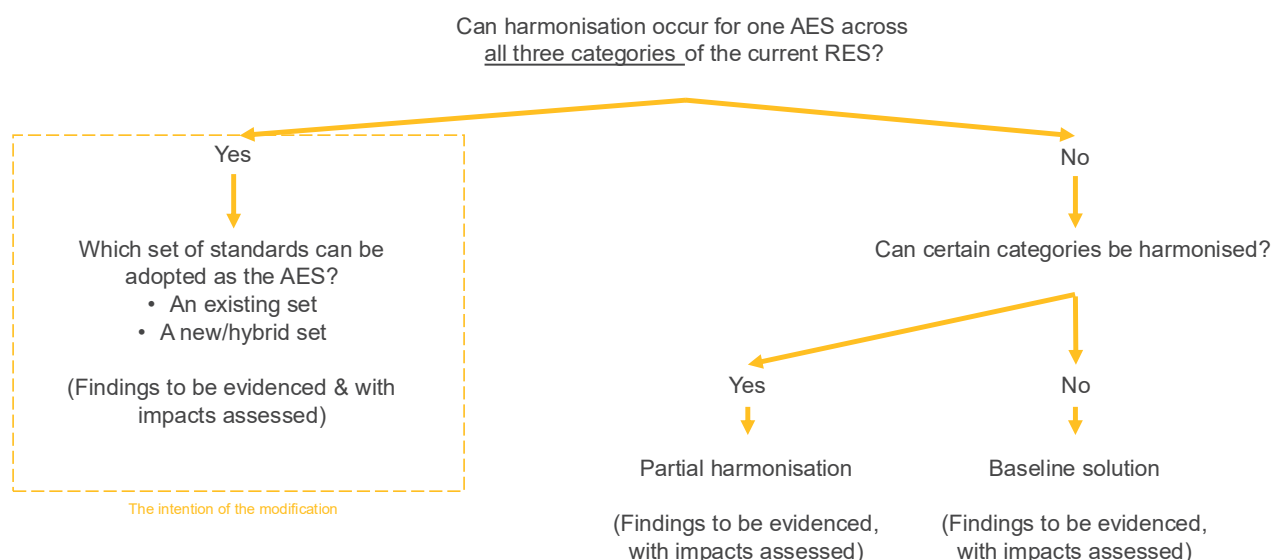 Can harmonisation occur for one AES across
all three categories of the current RES?
Yes
Which set of standards can be
adopted as the AES?
• An existing set
• A new/hybrid set
(Findings to be evidenced & with
impacts assessed)
The intention of the modification
No
Can certain categories be harmonised?
Yes
Partial harmonisation
(Findings to be evidenced,
with impacts assessed)
No
Baseline solution
(Findings to be evidenced,
with impacts assessed)